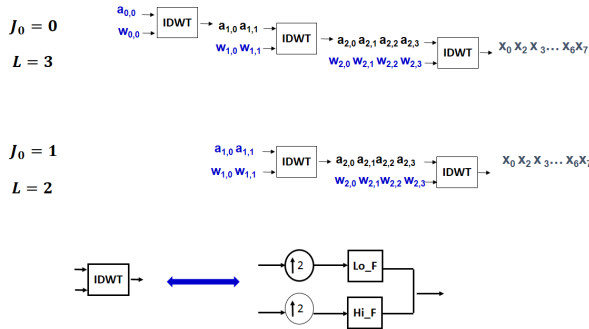 a0,0
w0,0
IDWT
J0 = 0
L = 3
a1,0 a1,1
w1,0 w1,1
IDWT
a2,0 a2,1 a2,2 a2,3
w2,0 w2,1 w2,2 w2,3
IDWT
x0 x2 x3... x6x7
J0 = 1
L = 2
a1,0 a1,1
w1,0 w1,1
IDWT
a2,0 a2,1 a2,2 a2,3
w2,0 w2,1 w2,2 w2,3
IDWT
x0 x2 x3... x6x7
IDWT
↑2
Lo_F
↑2
Hi_F